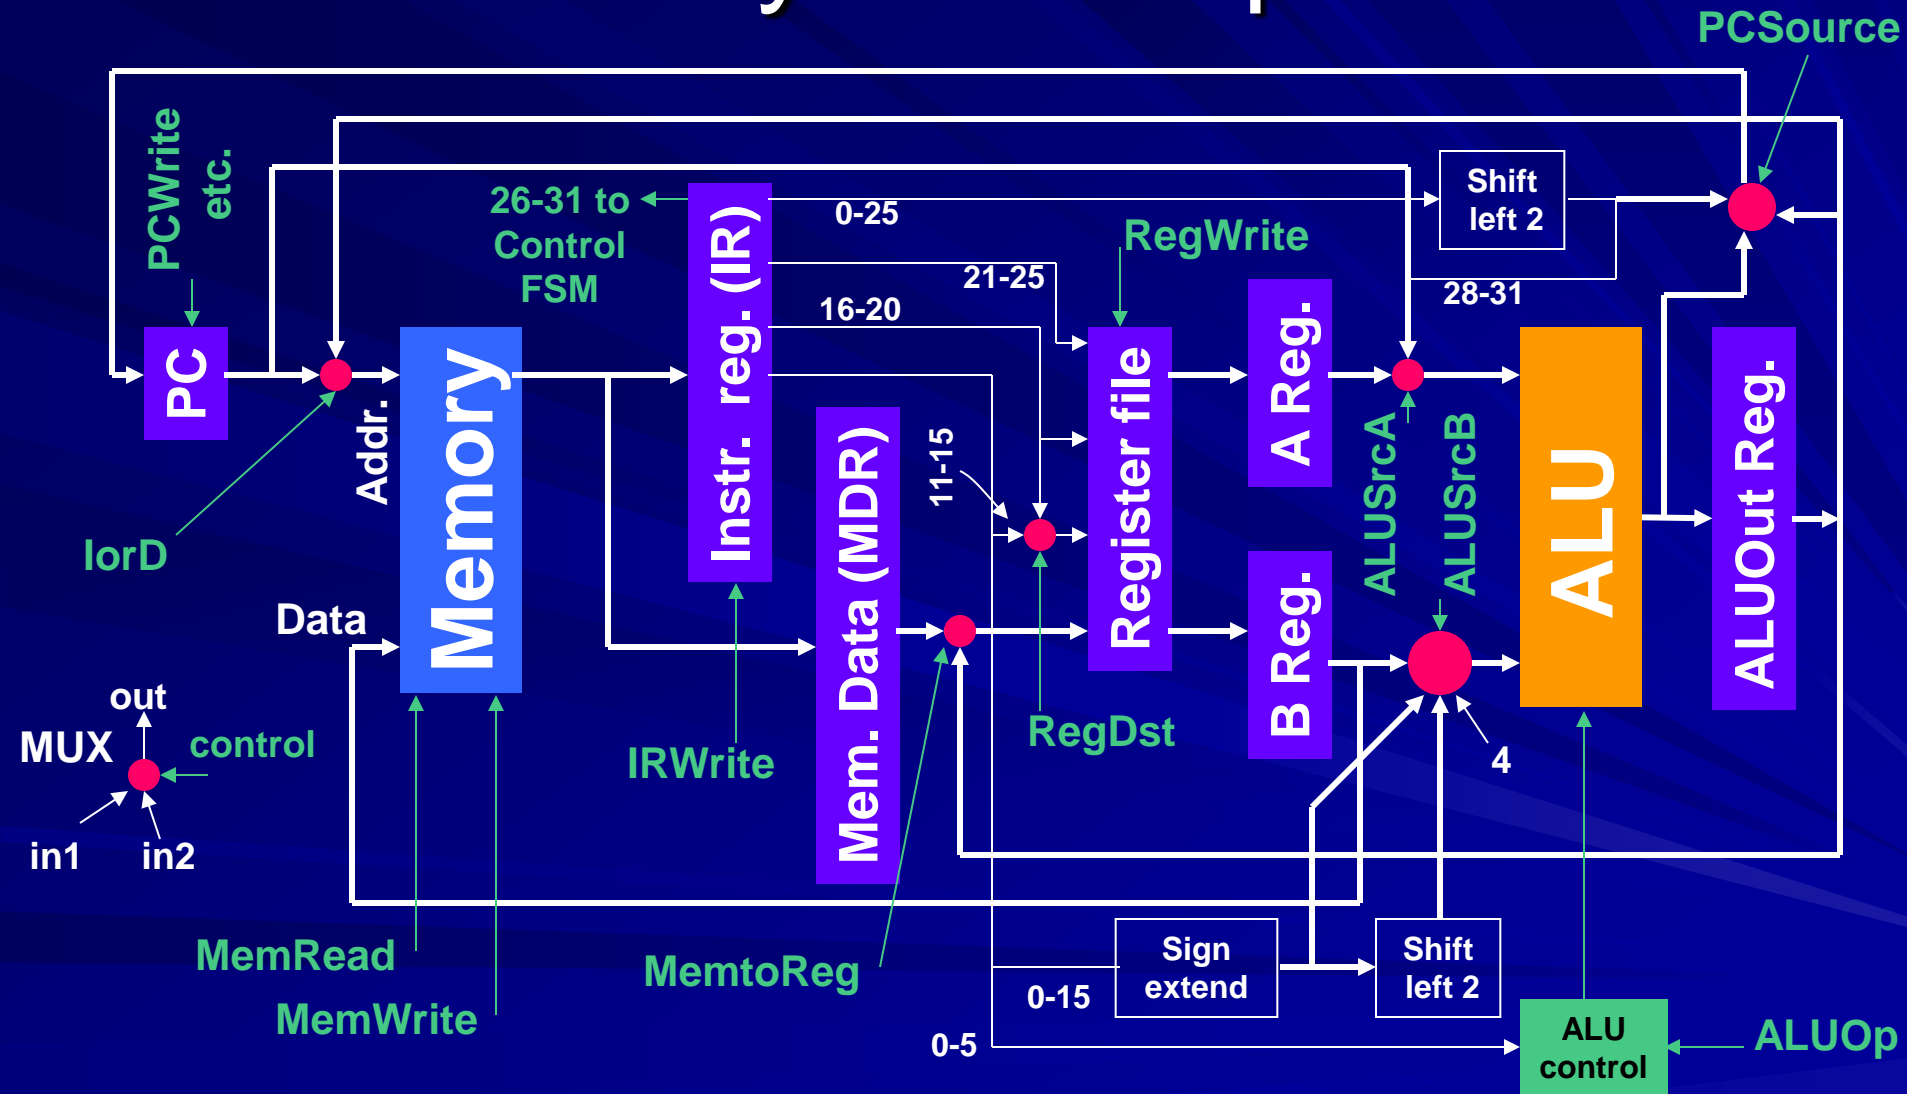 PCSource
PCWrite
etc.
26-31 to
Control
FSM
0-25
Shift
left 2
RegWrite
21-25
28-31
16-20
PC
Addr.
Memory
Instr. reg. (IR)
Mem. Data (MDR)
11-15
Register file
A Reg.
ALUSrcA
ALUSrcB
ALU
ALUOut Reg.
IorD
Data
B Reg.
out
MUX
control
in1
in2
IRWrite
RegDst
4
MemRead
MemWrite
MemtoReg
Sign
extend
Shift
left 2
0-15
0-5
ALU
control
ALUOp